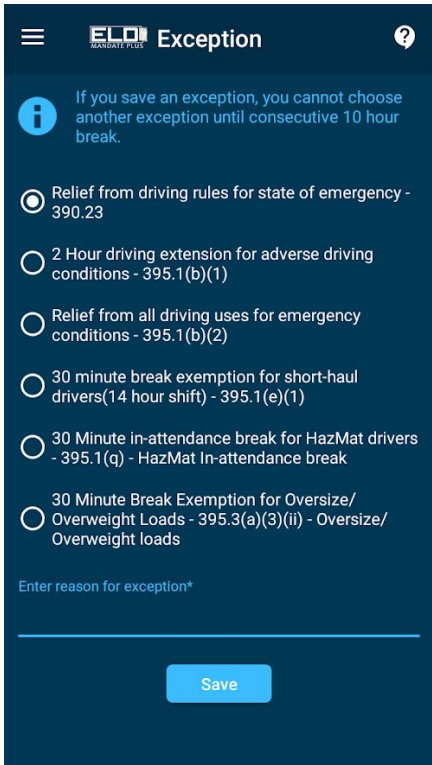 ELD
MANDATE PLUS
Exception
If you save an exception, you cannot choose
another exception until consecutive 10 hour
break.
Relief from driving rules for state of emergency -
390.23
2 Hour driving extension for adverse driving
conditions - 395.1(b)(1)
Relief from all driving uses for emergency
conditions - 395.1(b)(2)
30 minute break exemption for short-haul
drivers(14 hour shift) - 395.1(e)(1)
30 Minute in-attendance break for HazMat drivers
- 395.1(q) - HazMat In-attendance break
30 Minute Break Exemption for Oversize/
Overweight Loads - 395.3(a)(3)(ii) - Oversize/
Overweight loads
Enter reason for exception*
Save